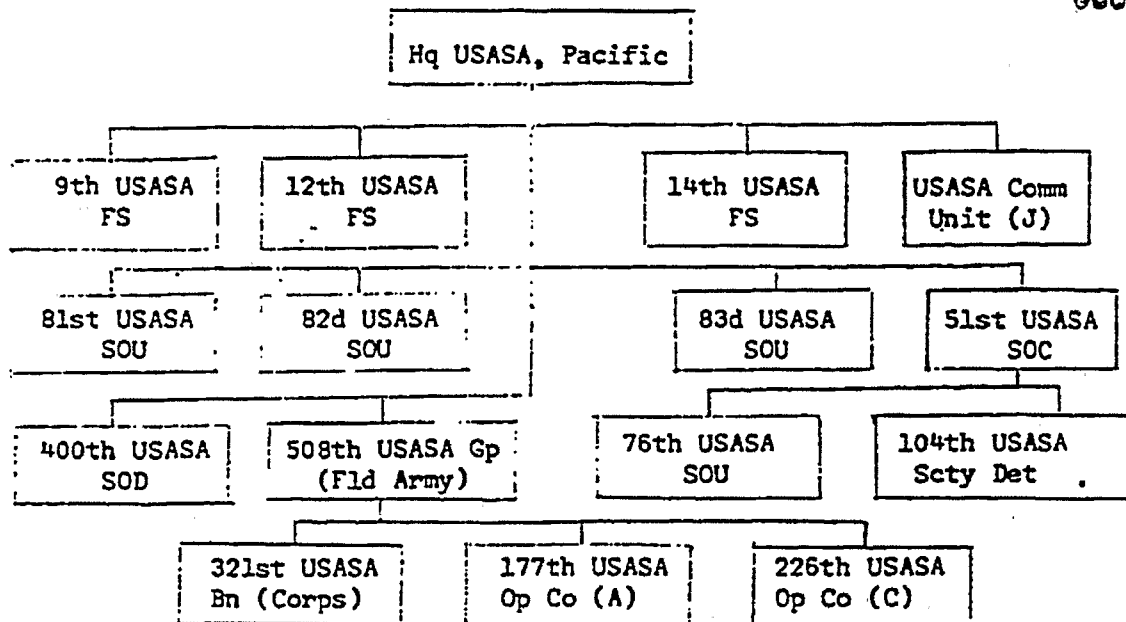 Hq USASA, Pacific
9th USASA
FS
12th USASA
FS
14th USASA
FS
USASA Comm
Unit (J)
81st USASA
SOU
82d USASA
SOU
83d USASA
SOU
51st USASA
SOC
400th USASA
SOD
508th USASA Gp
(Fld Army)
76th USASA
SOU
104th USASA
Scty Det
321st USASA
Bn (Corps)
177th USASA
Op Co (A)
226th USASA
Op Co (C)